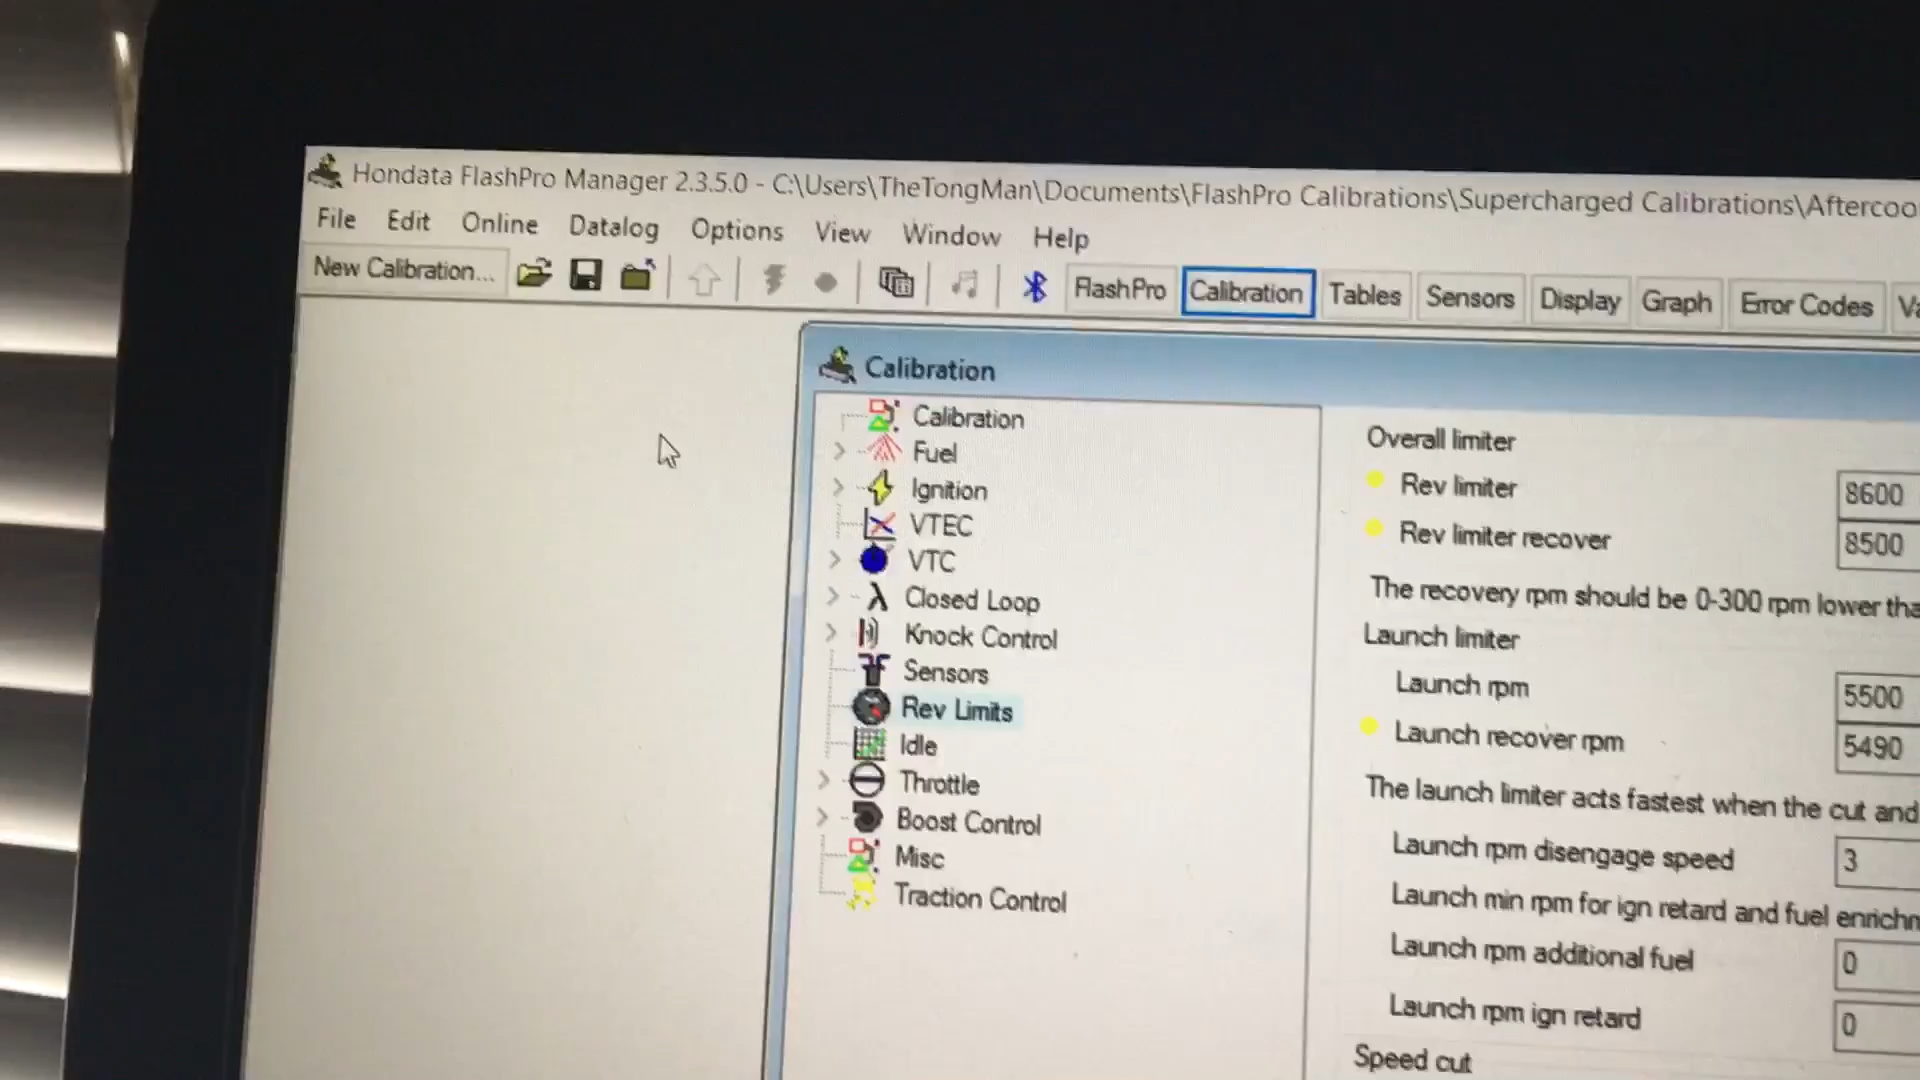 Hondata FlashPro Manager 2.3.5.0 - C:\Users\TheTongMan\Documents\FlashPro Calibrations\Supercharged Calibrations\Aftercoo
File Edit Online Datalog Options View Window Help
New Calibration... FlashPro Calibration Tables Sensors Display Graph Error Codes
Calibration
Calibration
Fuel
Ignition
VTEC
VTC
Closed Loop
Knock Control
Sensors
Rev Limits
Idle
Throttle
Boost Control
Misc
Traction Control
Overall limiter
Rev limiter 8600
Rev limiter recover 8500
The recovery rpm should be 0-300 rpm lower tha
Launch limiter
Launch rpm 5500
Launch recover rpm 5490
The launch limiter acts fastest when the cut and
Launch rpm disengage speed 3
Launch min rpm for ign retard and fuel enrichm
Launch rpm additional fuel 0
Launch rpm ign retard 0
Speed cut